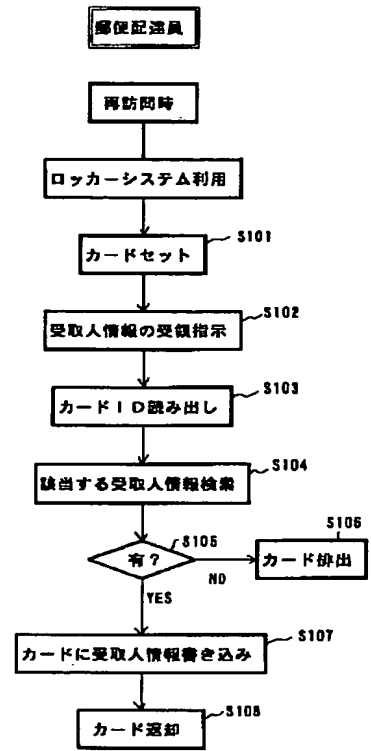 郵便配達員
再訪問時
ロッカーシステム利用
カードセット
S101
受取人情報の受領指示
S102
カードID読み出し
S103
該当する受取人情報検索
S104
有?
S105
NO
カード排出
S106
YES
カードに受取人情報書き込み
S107
カード返却
S108